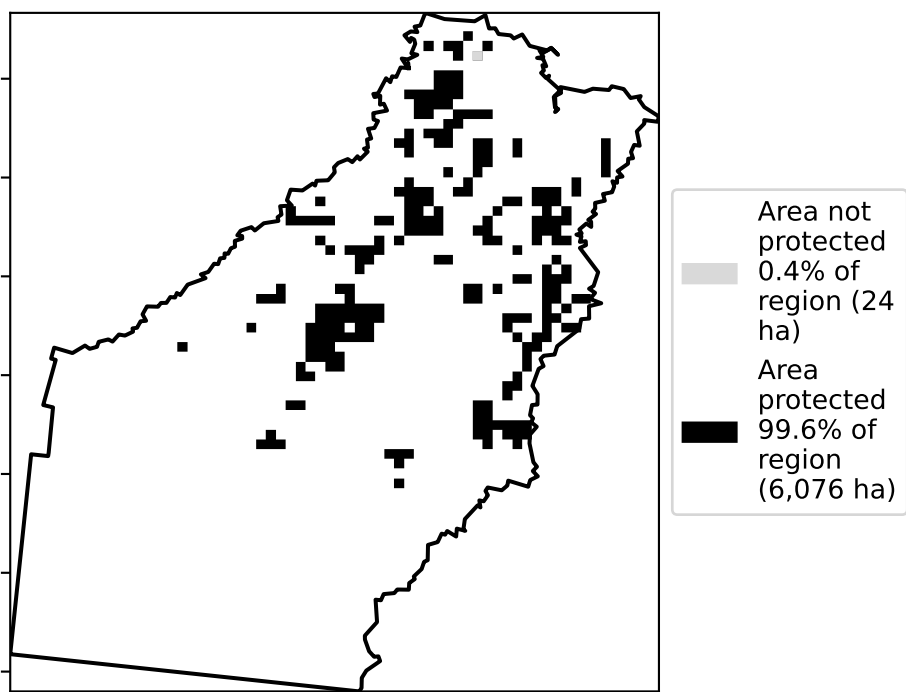 Area not
protected
0.4% of
region (24
ha)
Area
protected
99.6% of
region
(6,076 ha)